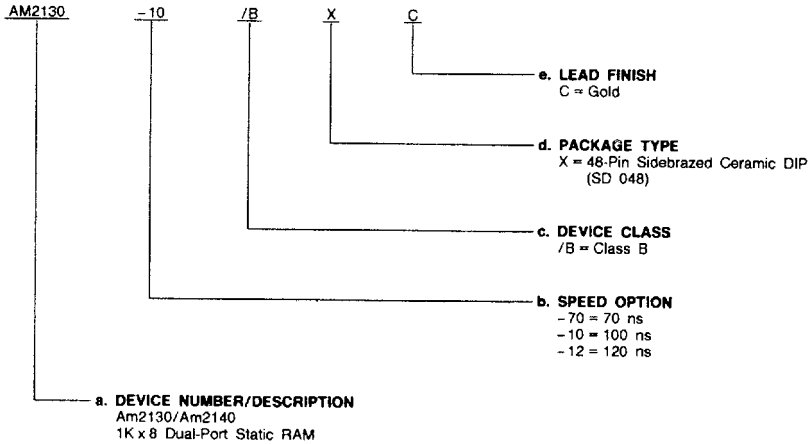 AM2130 -10 /B X C
e. LEAD FINISH
C = Gold
d. PACKAGE TYPE
X = 48-Pin Sidebrazed Ceramic DIP
(SD 048)
c. DEVICE CLASS
/B = Class B
b. SPEED OPTION
-70 = 70 ns
-10 = 100 ns
-12 = 120 ns
a. DEVICE NUMBER/DESCRIPTION
Am2130/Am2140
1K x 8 Dual-Port Static RAM